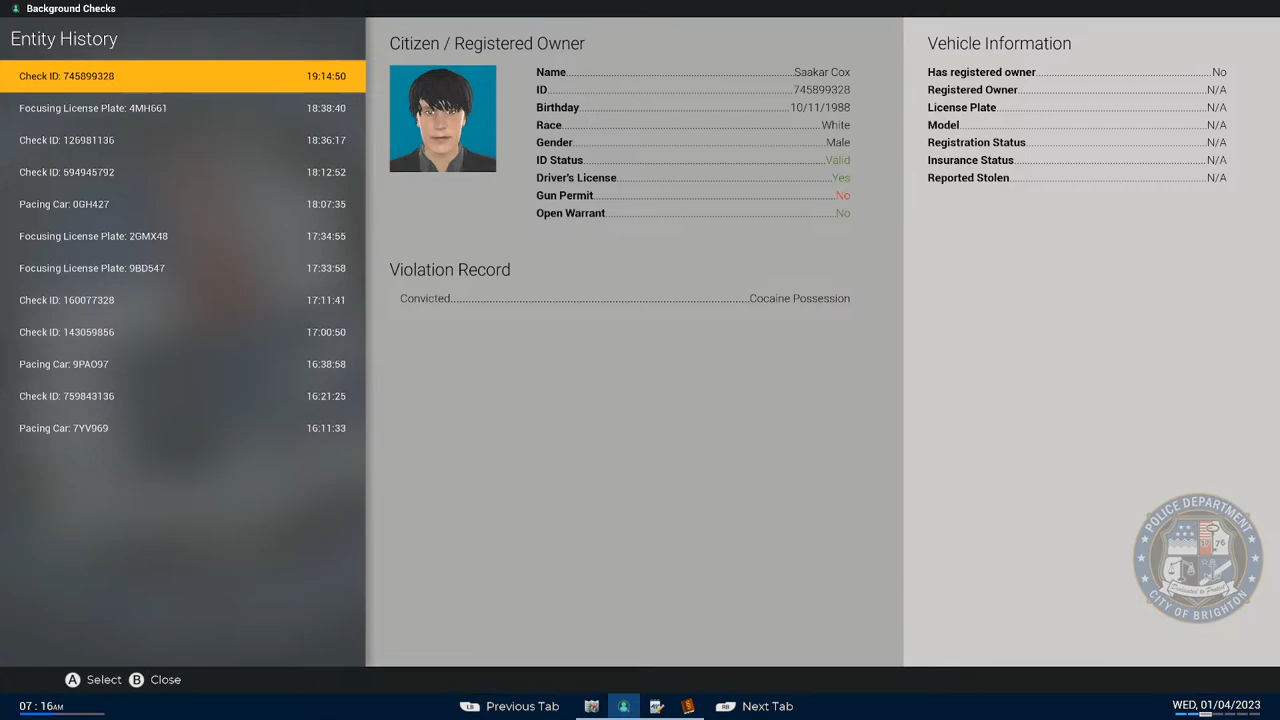 Background Checks
Entity History
Check ID: 745899328 19:14:50
Focusing License Plate: 4MH661 18:38:40
Check ID: 126981136 18:36:17
Check ID: 594945792 18:12:52
Pacing Car: 0GH427 18:07:35
Focusing License Plate: 2GMX48 17:34:55
Focusing License Plate: 9BD547 17:33:58
Check ID: 160077328 17:11:41
Check ID: 143059856 17:00:50
Pacing Car: 9PAO97 16:38:58
Check ID: 759843136 16:21:25
Pacing Car: 7YV969 16:11:33
Citizen / Registered Owner
Name Saakar Cox
ID 745899328
Birthday 10/11/1988
Race White
Gender Male
ID Status Valid
Driver's License Yes
Gun Permit No
Open Warrant No
Violation Record
Convicted Cocaine Possession
Vehicle Information
Has registered owner No
Registered Owner N/A
License Plate N/A
Model N/A
Registration Status N/A
Insurance Status N/A
Reported Stolen N/A
POLICE DEPARTMENT
19 76
Dedicated to Protect
CITY OF BRIGHTON
A Select B Close
07 : 16AM
LB Previous Tab
RB Next Tab
WED, 01/04/2023